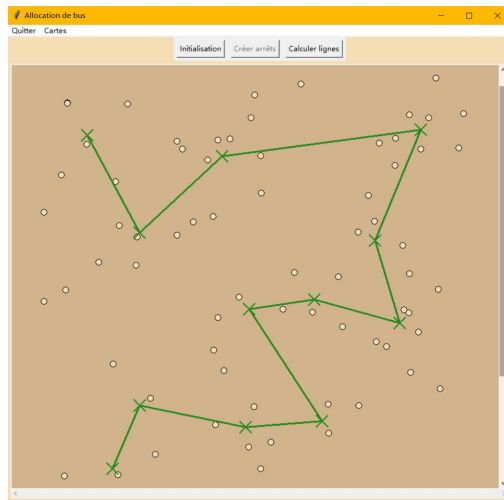 Allocation de bus
Quitter Cartes
Initialisation Créer arrêts Calculer lignes